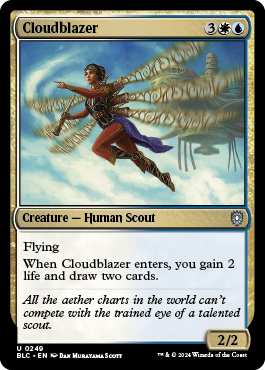 Cloudblazer 3
Creature — Human Scout
Flying
When Cloudblazer enters, you gain 2
life and draw two cards.
All the aether charts in the world can't
compete with the trained eye of a talented
scout.
2/2
U 0249
BLC • EN Dan Murayama Scott
™ & © 2024 Wizards of the Coast